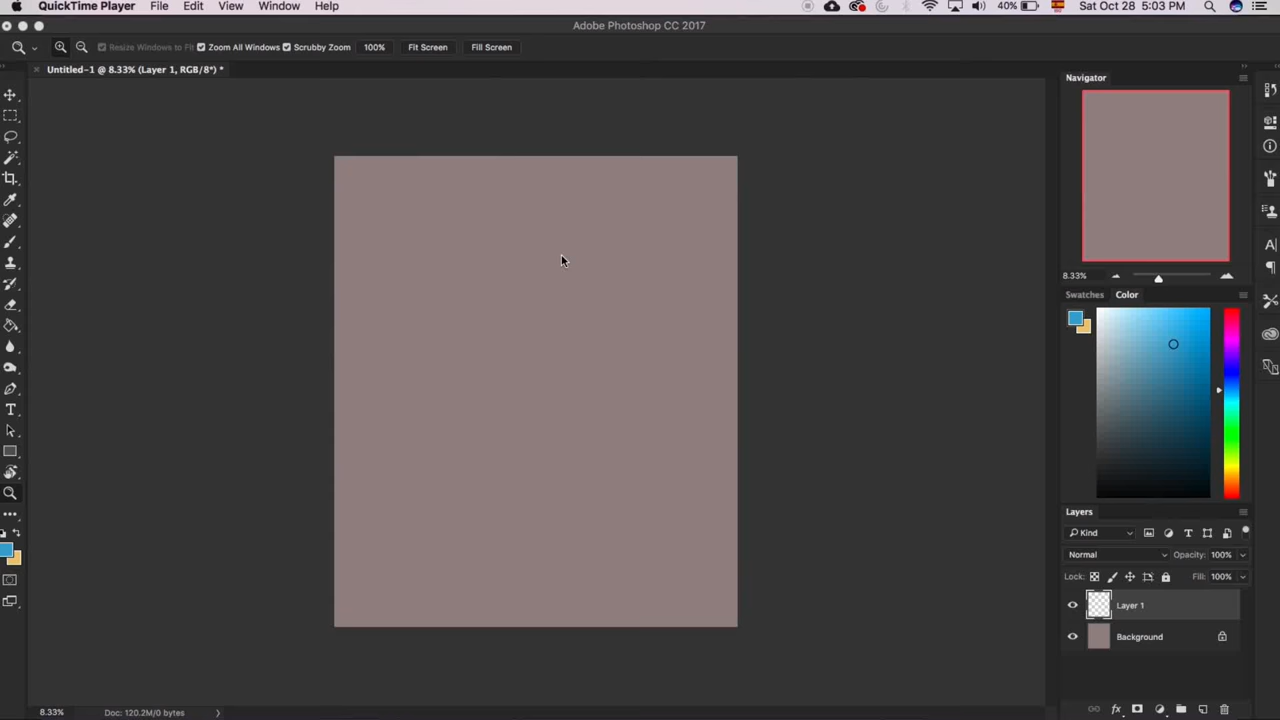 QuickTime Player File Edit View Window Help 40% Sat Oct 28 5:03 PM
Adobe Photoshop CC 2017
Resize Windows to Fit Zoom All Windows Scrubby Zoom 100% Fit Screen Fill Screen
Untitled-1 @ 8.33% (Layer 1, RGB/8*) *
Navigator
8.33%
Swatches Color
Layers
Kind
Normal Opacity: 100%
Lock: Fill: 100%
Layer 1
Background
8.33% Doc: 120.2M/0 bytes